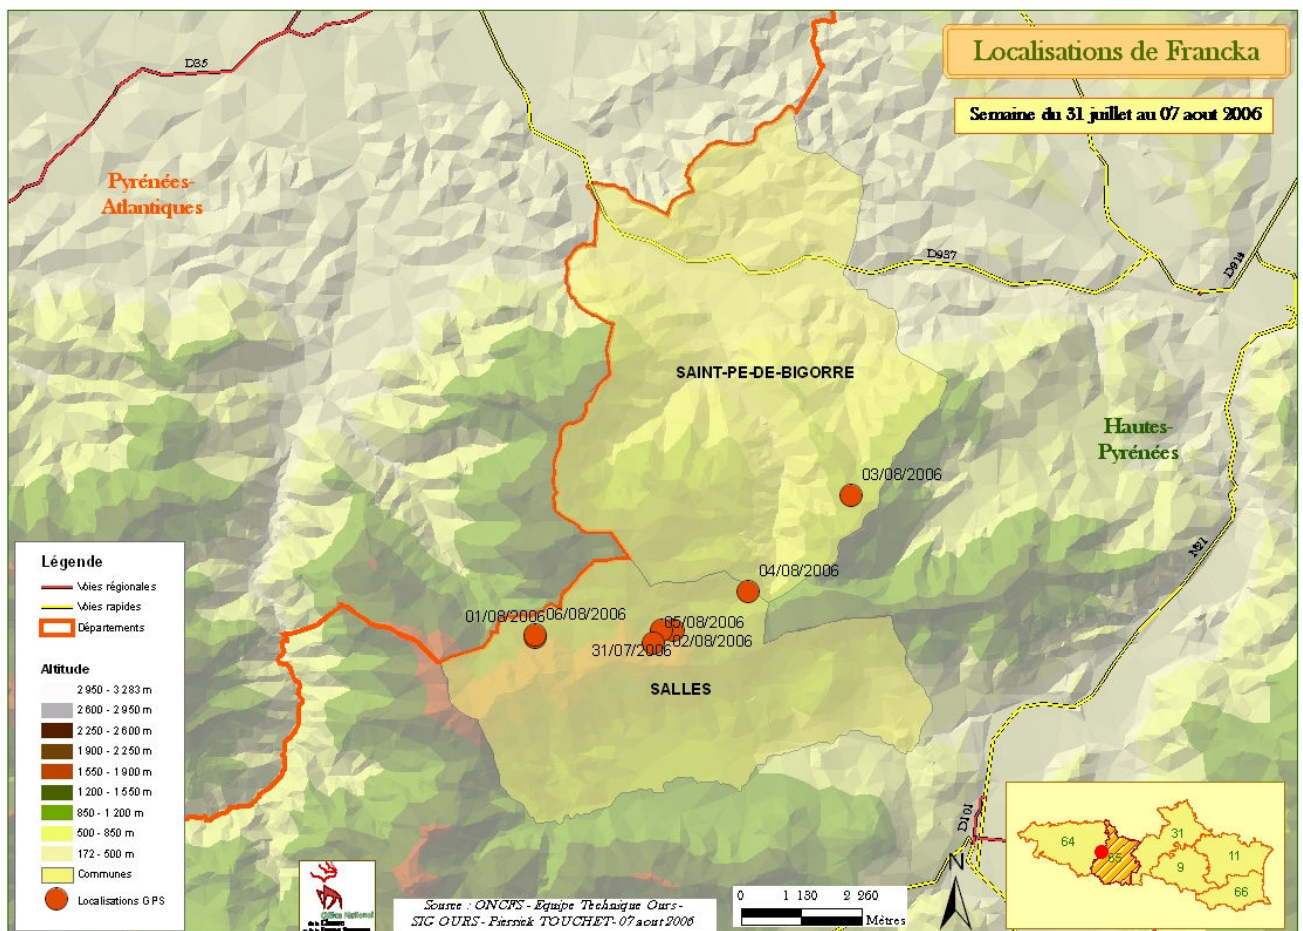 Localisations de Francka
Semaine du 31 juillet au 07 aout 2006
D35
Pyrénées-
Atlantiques
D937
SAINT-PE-DE-BIGORRE
Hautes-
Pyrénées
03/08/2006
N21
04/08/2006
01/08/2006
06/08/2006
05/08/2006
02/08/2006
31/07/2006
SALLES
Légende
Voies régionales
Voies rapides
Départements
Altitude
2 950 - 3 283 m
2 600 - 2 950 m
2 250 - 2 600 m
1 900 - 2 250 m
1 550 - 1 900 m
1 200 - 1 550 m
850 - 1 200 m
500 - 850 m
172 - 500 m
Communes
Localisations GPS
Office National
de la Chasse
Source : ONCFS - Equipe Technique Ours -
SIG OURS - Pierrick TOUCHET - 07 aout 2006
0 1 130 2 260
Mètres
N
D101
64
65
31
9
11
66